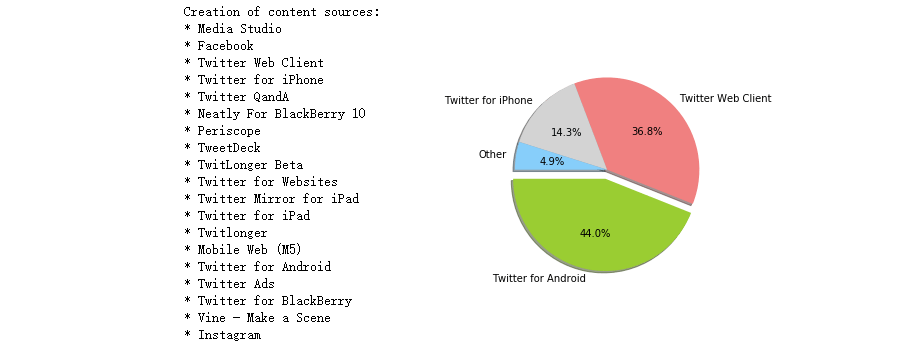 Creation of content sources:
* Media Studio
* Facebook
* Twitter Web Client
* Twitter for iPhone
* Twitter QandA
* Neatly For BlackBerry 10
* Periscope
* TweetDeck
* TwitLonger Beta
* Twitter for Websites
* Twitter Mirror for iPad
* Twitter for iPad
* Twitlonger
* Mobile Web (M5)
* Twitter for Android
* Twitter Ads
* Twitter for BlackBerry
* Vine - Make a Scene
* Instagram
Twitter for iPhone
Twitter Web Client
14.3%
36.8%
Other
4.9%
44.0%
Twitter for Android